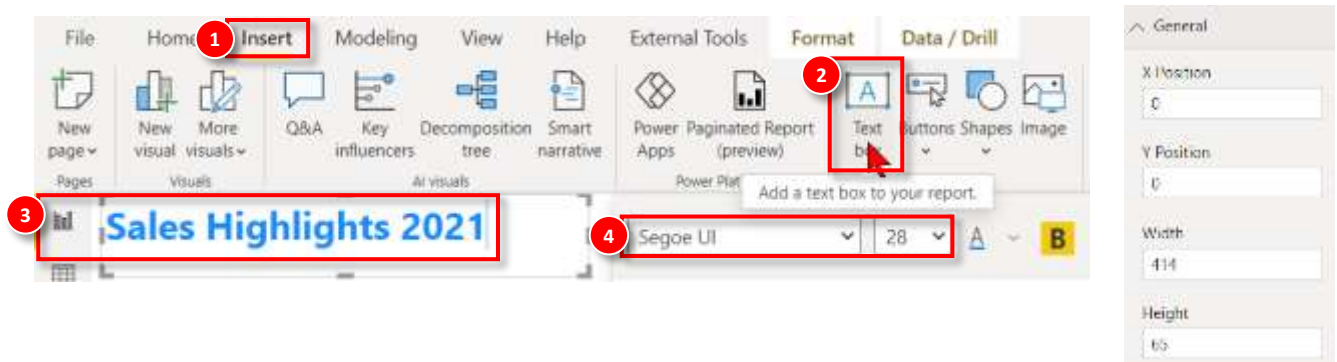 File Home Insert Modeling View Help External Tools Format Data / Drill
1
2
New page
New visual
More visuals
Q&A
Key influencers
Decomposition tree
Smart narrative
Power Apps
Paginated Report (preview)
Text box
Buttons
Shapes
Image
Pages
Visuals
AI visuals
Power Plat
Add a text box to your report.
3
Sales Highlights 2021
4
Segoe UI
28
A
B
General
X Position
0
Y Position
0
Width
414
Height
65